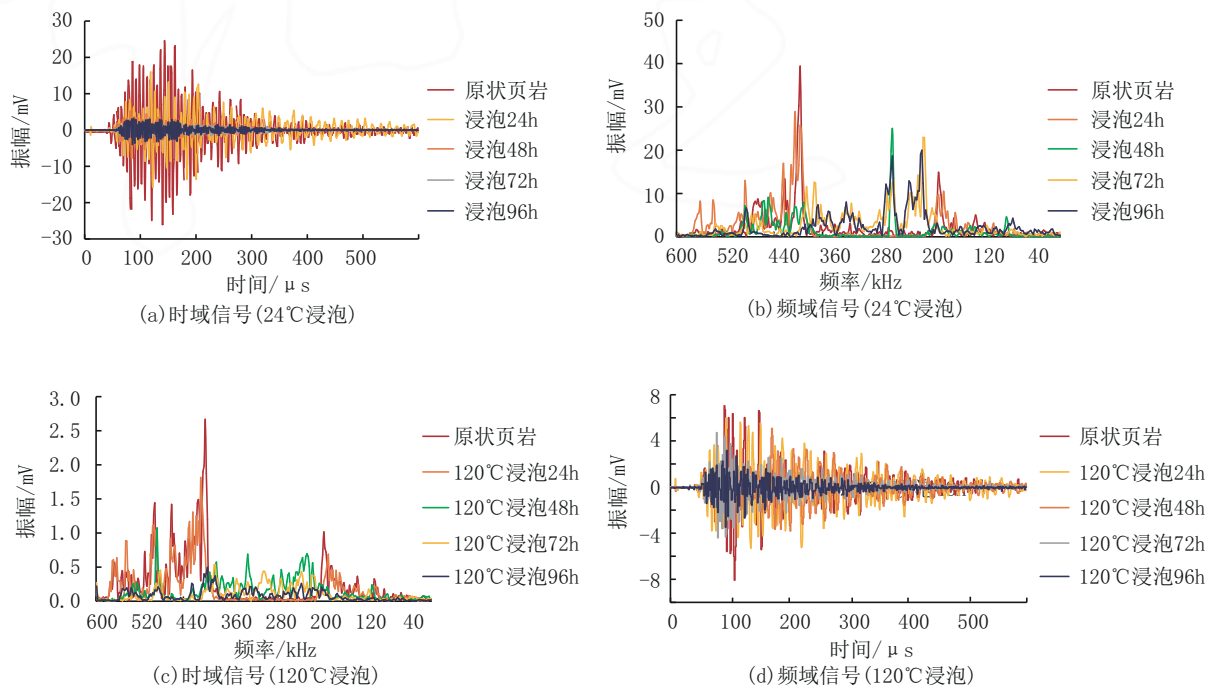 30
20
10
0
-10
-20
-30
振幅/mV
0 100 200 300 400 500
时间/μs
原状页岩
浸泡24h
浸泡48h
浸泡72h
浸泡96h
(a)时域信号(24℃浸泡)
50
40
30
20
10
0
振幅/mV
600 520 440 360 280 200 120 40
频率/kHz
原状页岩
浸泡24h
浸泡48h
浸泡72h
浸泡96h
(b)频域信号(24℃浸泡)
3.0
2.5
2.0
1.5
1.0
0.5
0.0
振幅/mV
600 520 440 360 280 200 120 40
频率/kHz
原状页岩
120℃浸泡24h
120℃浸泡48h
120℃浸泡72h
120℃浸泡96h
(c)时域信号(120℃浸泡)
8
4
0
-4
-8
振幅/mV
0 100 200 300 400 500
时间/μs
原状页岩
120℃浸泡24h
120℃浸泡48h
120℃浸泡72h
120℃浸泡96h
(d)频域信号(120℃浸泡)